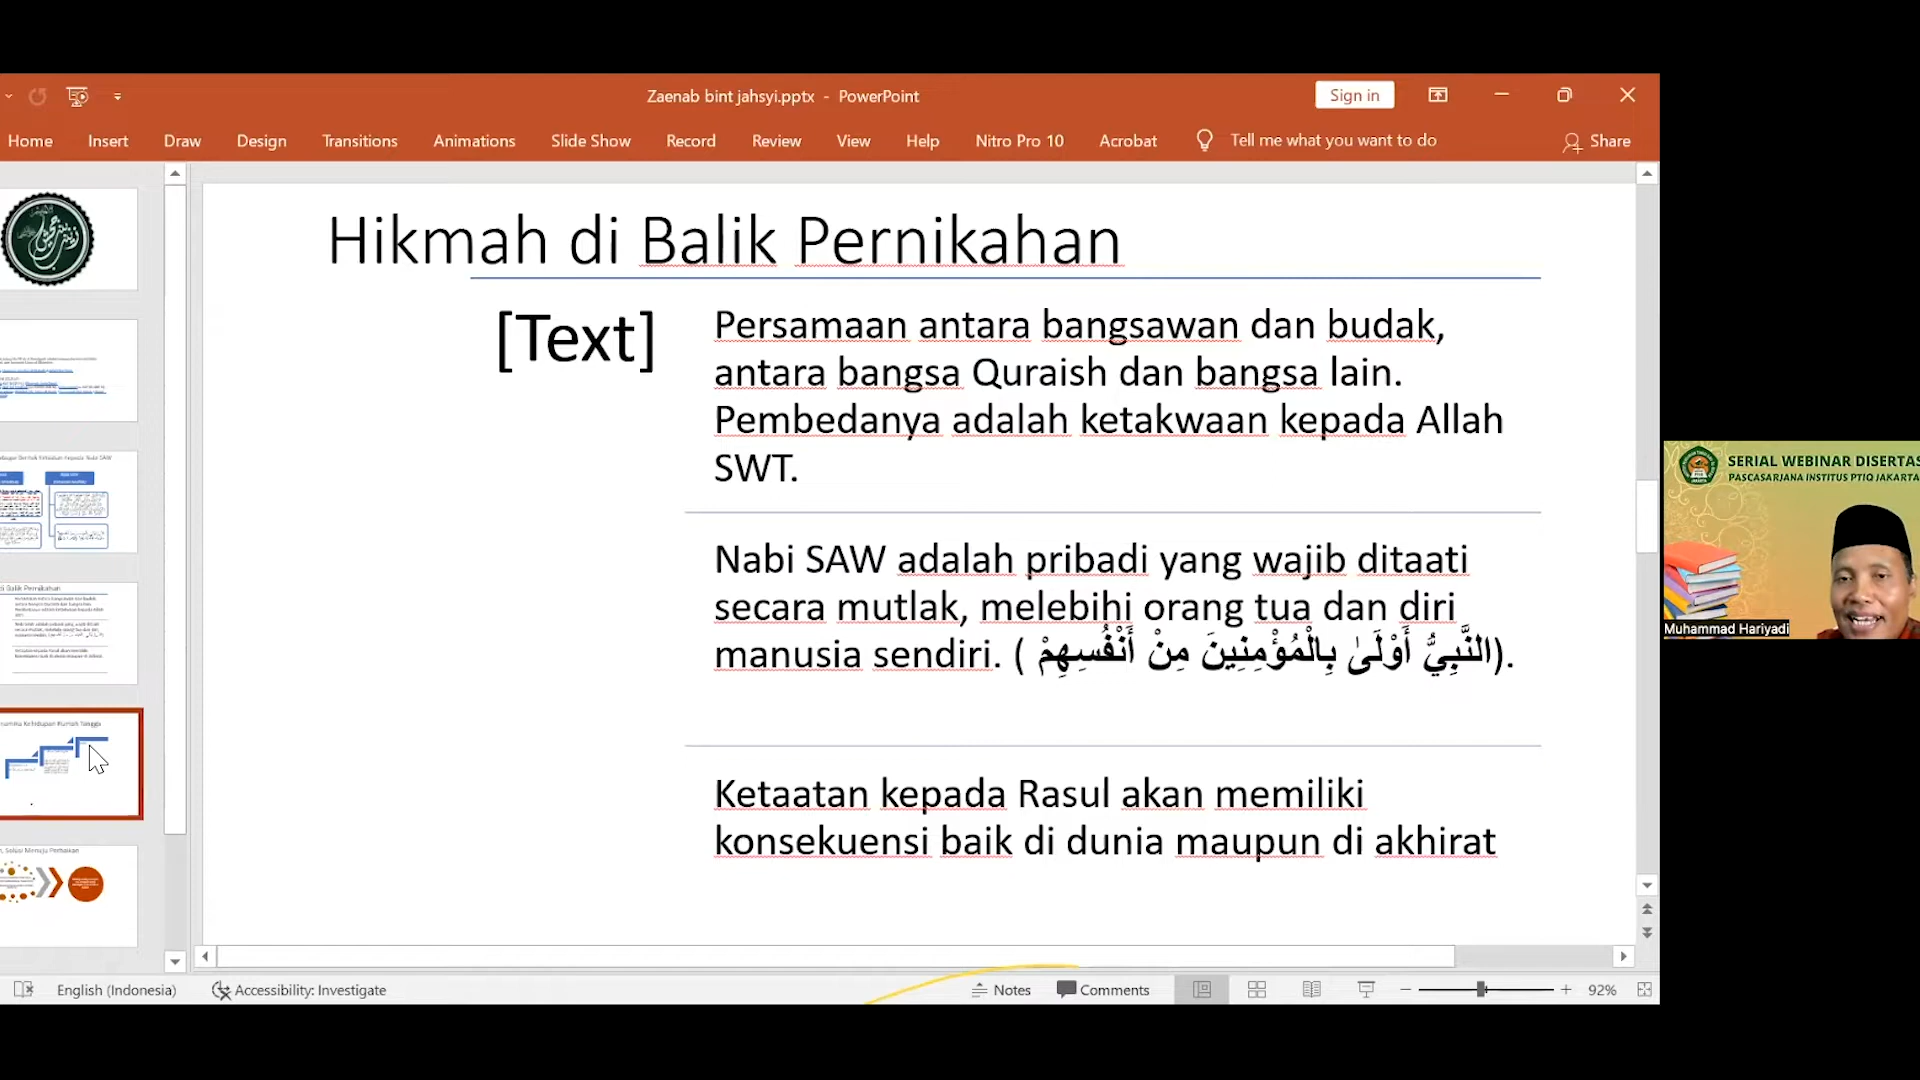 Zaenab bint jahsyi.pptx - PowerPoint
Sign in
Home Insert Draw Design Transitions Animations Slide Show Record Review View Help Nitro Pro 10 Acrobat Tell me what you want to do Share
Hikmah di Balik Pernikahan
[Text]
Persamaan antara bangsawan dan budak,
antara bangsa Quraish dan bangsa lain.
Pembedanya adalah ketakwaan kepada Allah
SWT.
Nabi SAW adalah pribadi yang wajib ditaati
secara mutlak, melebihi orang tua dan diri
manusia sendiri. ( النَّبِيُّ أَوْلَىٰ بِالْمُؤْمِنِينَ مِنْ أَنْفُسِهِمْ).
Ketaatan kepada Rasul akan memiliki
konsekuensi baik di dunia maupun di akhirat
SERIAL WEBINAR DISERTAS
PASCASARJANA INSTITUS PTIQ JAKARTA
Muhammad Hariyadi
English (Indonesia) Accessibility: Investigate Notes Comments 92%